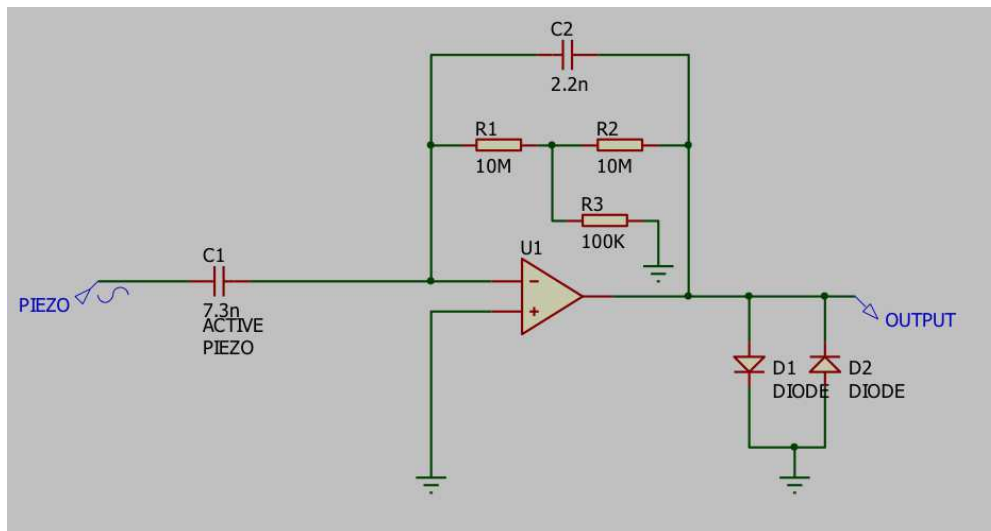 C2
2.2n
R1
10M
R2
10M
R3
100K
U1
C1
7.3n
ACTIVE
PIEZO
PIEZO
OUTPUT
D1
DIODE
D2
DIODE